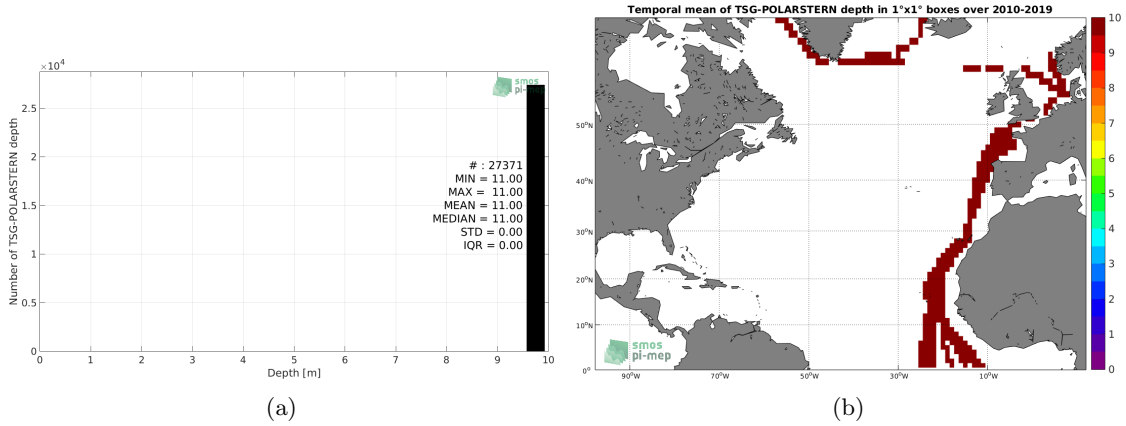 ×10⁴
2.5
2
1.5
1
0.5
0
0 1 2 3 4 5 6 7 8 9 10
Number of TSG-POLARSTERN depth
Depth [m]
smos
pi-mep
# : 27371
MIN = 11.00
MAX = 11.00
MEAN = 11.00
MEDIAN = 11.00
STD = 0.00
IQR = 0.00
(a)
Temporal mean of TSG-POLARSTERN depth in 1°x1° boxes over 2010-2019
50°N
40°N
30°N
20°N
10°N
0°
90°W 70°W 50°W 30°W 10°W
smos
pi-mep
10
9
8
7
6
5
4
3
2
1
0
(b)